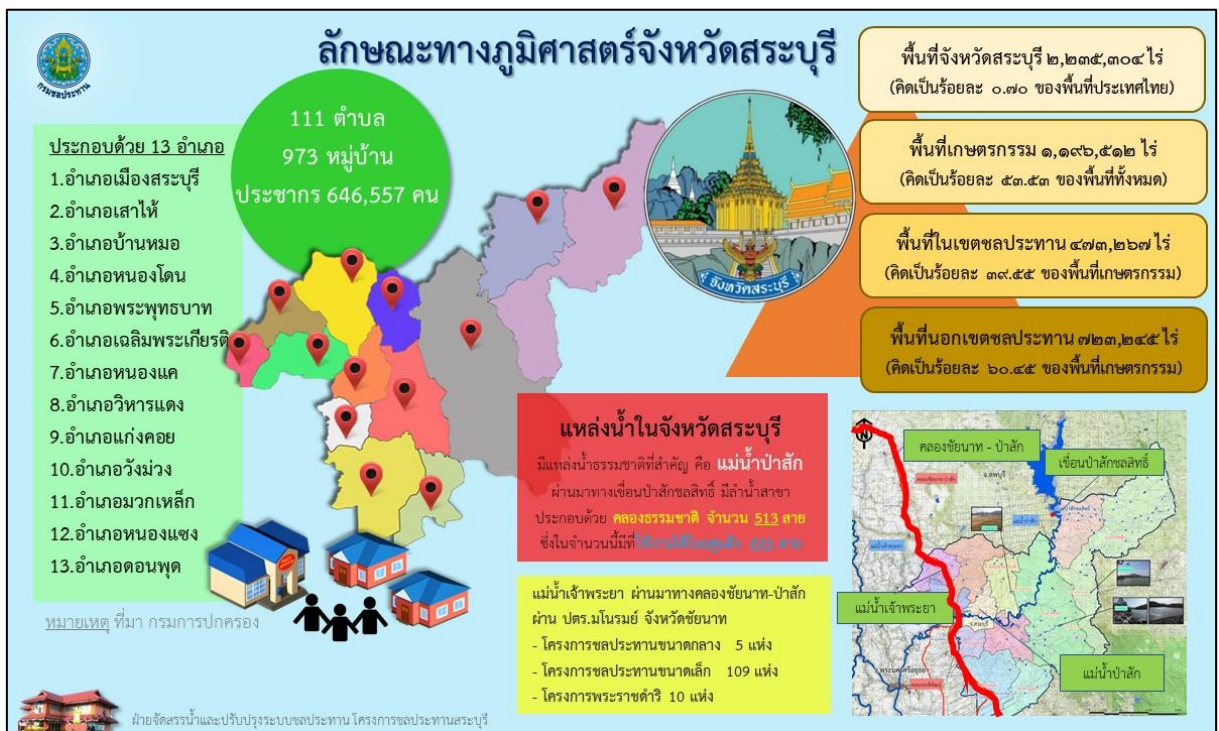 ลักษณะทางภูมิศาสตร์จังหวัดสระบุรี
กรมชลประทาน
111 ตำบล
973 หมู่บ้าน
ประชากร 646,557 คน
ประกอบด้วย 13 อำเภอ
1.อำเภอเมืองสระบุรี
2.อำเภอเสาไห้
3.อำเภอบ้านหมอ
4.อำเภอหนองโดน
5.อำเภอพระพุทธบาท
6.อำเภอเฉลิมพระเกียรติ
7.อำเภอหนองแค
8.อำเภอวิหารแดง
9.อำเภอแก่งคอย
10.อำเภอวังม่วง
11.อำเภอมวกเหล็ก
12.อำเภอหนองแซง
13.อำเภอดอนพุด
หมายเหตุ ที่มา กรมการปกครอง
จังหวัดสระบุรี
พื้นที่จังหวัดสระบุรี ๒,๒๓๕,๓๐๔ ไร่
(คิดเป็นร้อยละ ๐.๗๐ ของพื้นที่ประเทศไทย)
พื้นที่เกษตรกรรม ๑,๑๙๖,๕๑๒ ไร่
(คิดเป็นร้อยละ ๕๓.๕๓ ของพื้นที่ทั้งหมด)
พื้นที่ในเขตชลประทาน ๔๗๓,๒๖๗ ไร่
(คิดเป็นร้อยละ ๓๙.๕๕ ของพื้นที่เกษตรกรรม)
พื้นที่นอกเขตชลประทาน ๗๒๓,๒๔๕ ไร่
(คิดเป็นร้อยละ ๖๐.๔๕ ของพื้นที่เกษตรกรรม)
แหล่งน้ำในจังหวัดสระบุรี
มีแหล่งน้ำธรรมชาติที่สำคัญ คือ แม่น้ำป่าสัก
ผ่านมาทางเขื่อนป่าสักชลสิทธิ์ มีลำน้ำสาขา
ประกอบด้วย คลองธรรมชาติ จำนวน 513 สาย
ซึ่งในจำนวนนี้มีที่
แม่น้ำเจ้าพระยา ผ่านมาทางคลองชัยนาท-ป่าสัก
ผ่าน ปตร.มโนรมย์ จังหวัดชัยนาท
- โครงการชลประทานขนาดกลาง 5 แห่ง
- โครงการชลประทานขนาดเล็ก 109 แห่ง
- โครงการพระราชดำริ 10 แห่ง
คลองชัยนาท - ป่าสัก
เขื่อนป่าสักชลสิทธิ์
แม่น้ำเจ้าพระยา
แม่น้ำป่าสัก
ฝ่ายจัดสรรน้ำและปรับปรุงระบบชลประทาน โครงการชลประทานสระบุรี